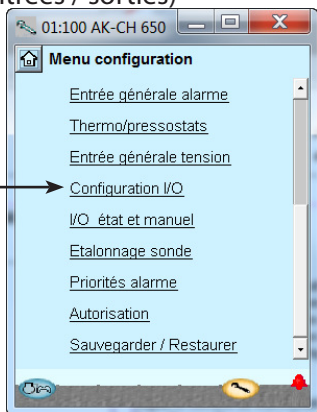 trées / sorties)
01:100 AK-CH 650
Menu configuration
Entrée générale alarme
Thermo/pressostats
Entrée générale tension
Configuration I/O
I/O état et manuel
Etalonnage sonde
Priorités alarme
Autorisation
Sauvegarder / Restaurer